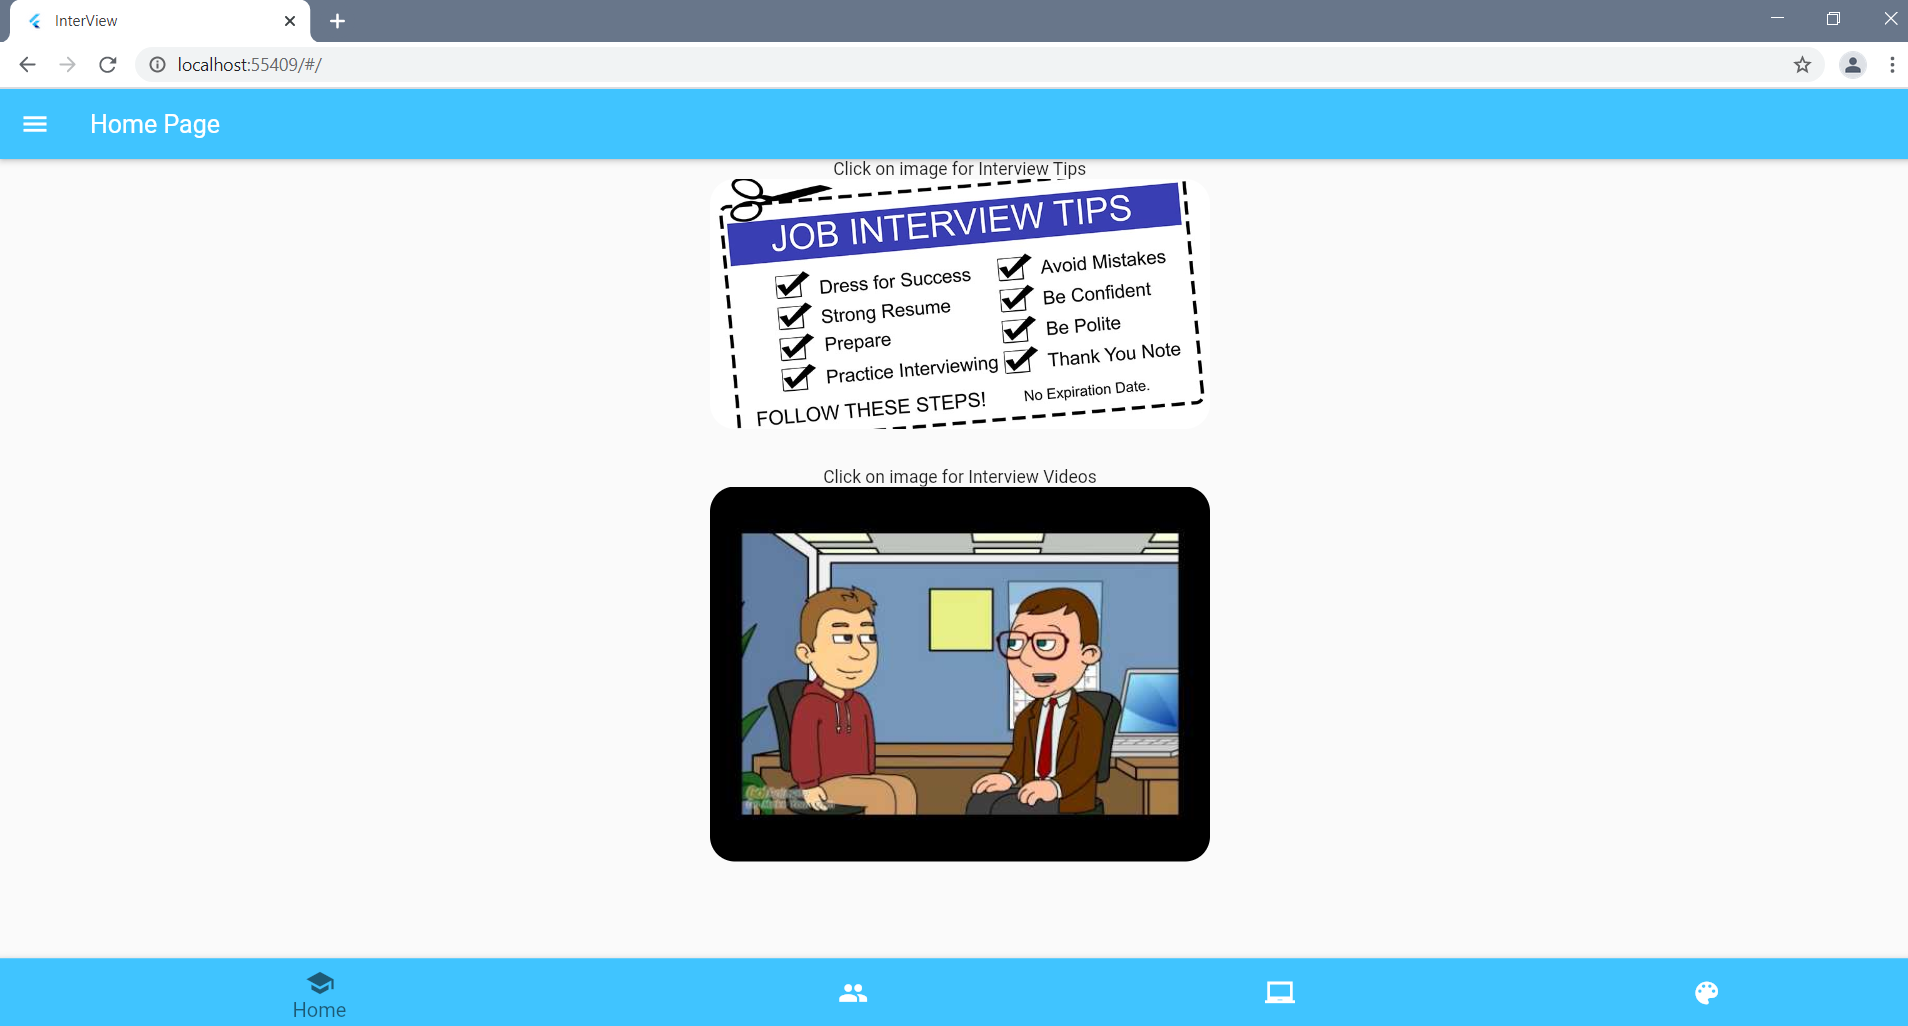 InterView
localhost:55409/#/
Home Page
Click on image for Interview Tips
JOB INTERVIEW TIPS
Dress for Success
Strong Resume
Prepare
Practice Interviewing
Avoid Mistakes
Be Confident
Be Polite
Thank You Note
FOLLOW THESE STEPS!
No Expiration Date.
Click on image for Interview Videos
Home